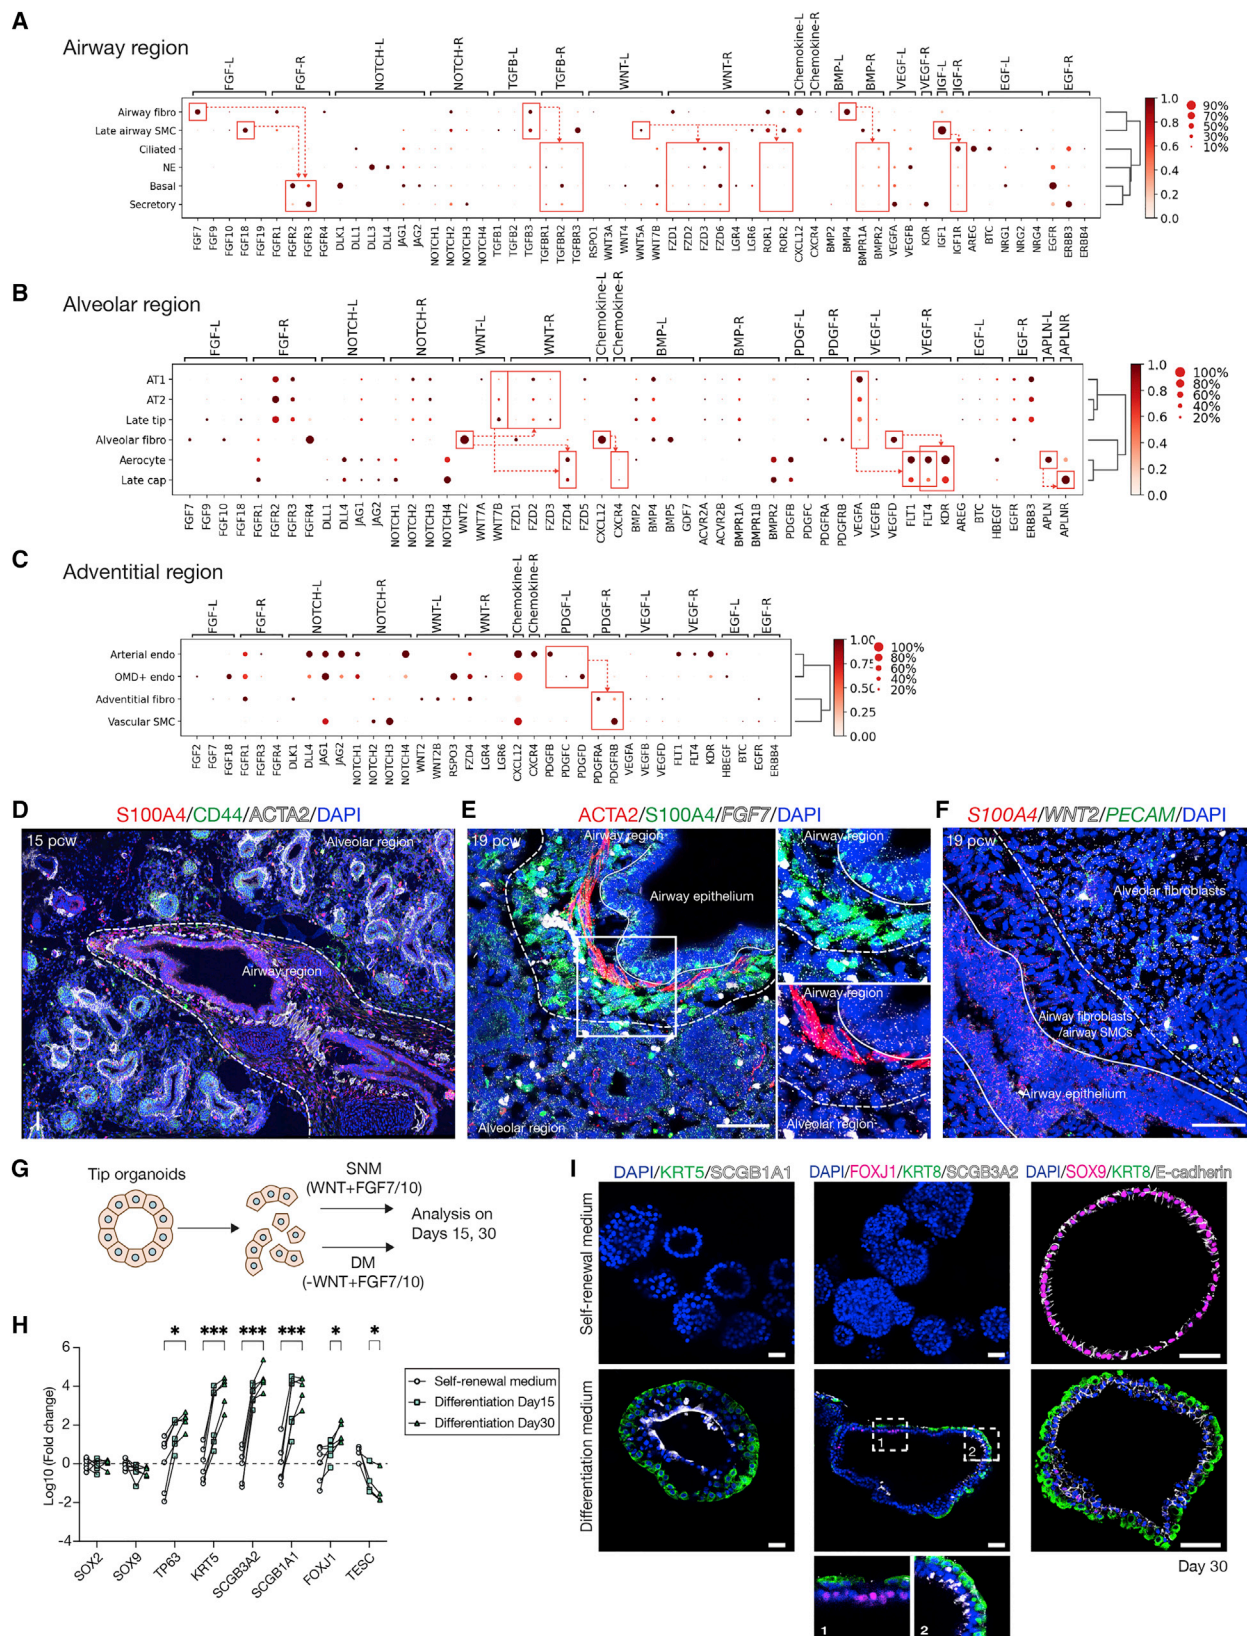 A
Airway region
FGF-L
FGF-R
NOTCH-L
NOTCH-R
TGFB-L
TGFB-R
WNT-L
WNT-R
Chemokine-L
Chemokine-R
BMP-L
BMP-R
VEGF-L
VEGF-R
IGF-L
IGF-R
EGF-L
EGF-R
Airway fibro
Late airway SMC
Ciliated
NE
Basal
Secretory
1.0
0.8
0.6
0.4
0.2
0.0
90%
70%
50%
30%
10%
FGF7 FGF9 FGF10 FGF18 FGF19 FGFR1 FGFR2 FGFR3 FGFR4 DLK1 DLL1 DLL3 DLL4 JAG1 JAG2 NOTCH1 NOTCH2 NOTCH3 NOTCH4 TGFB1 TGFB2 TGFB3 TGFBR1 TGFBR2 TGFBR3 RSPO1 WNT3A WNT4 WNT5A WNT7B FZD1 FZD2 FZD3 FZD6 LGR4 LGR6 ROR1 ROR2 CXCL12 CXCR4 BMP2 BMP4 BMPR1A BMPR2 VEGFA VEGFB KDR IGF1 IGF1R AREG BTC NRG1 NRG2 NRG4 EGFR ERBB3 ERBB4
B
Alveolar region
FGF-L
FGF-R
NOTCH-L
NOTCH-R
WNT-L
WNT-R
Chemokine-L
Chemokine-R
BMP-L
BMP-R
PDGF-L
PDGF-R
VEGF-L
VEGF-R
EGF-L
EGF-R
APLN-L
APLNR
AT1
AT2
Late tip
Alveolar fibro
Aerocyte
Late cap
1.0
0.8
0.6
0.4
0.2
0.0
100%
80%
60%
40%
20%
FGF7 FGF9 FGF10 FGF18 FGFR1 FGFR2 FGFR3 FGFR4 DLL1 DLL4 JAG1 JAG2 NOTCH1 NOTCH2 NOTCH3 NOTCH4 WNT2 WNT7A WNT7B FZD1 FZD2 FZD3 FZD4 FZD5 CXCL12 CXCR4 BMP2 BMP4 BMP5 GDF7 ACVR2A ACVR2B BMPR1A BMPR1B BMPR2 PDGFB PDGFC PDGFRA PDGFRB VEGFA VEGFB VEGFD FLT1 FLT4 KDR AREG BTC HBEGF EGFR ERBB3 APLN APLNR
C
Adventitial region
FGF-L
FGF-R
NOTCH-L
NOTCH-R
WNT-L
WNT-R
Chemokine-L
Chemokine-R
PDGF-L
PDGF-R
VEGF-L
VEGF-R
EGF-L
EGF-R
Arterial endo
OMD+ endo
Adventitial fibro
Vascular SMC
1.00
0.75
0.50
0.25
0.00
100%
80%
60%
40%
20%
FGF2 FGF7 FGF18 FGFR1 FGFR3 FGFR4 DLK1 DLL4 JAG1 JAG2 NOTCH1 NOTCH2 NOTCH3 NOTCH4 WNT2 WNT2B RSPO3 FZD4 LGR4 LGR6 CXCL12 CXCR4 PDGFB PDGFC PDGFD PDGFRA PDGFRB VEGFA VEGFB VEGFD FLT1 FLT4 KDR HBEGF BTC EGFR ERBB4
D
S100A4/CD44/ACTA2/DAPI
15 pcw
Alveolar region
Airway region
E
ACTA2/S100A4/FGF7/DAPI
19 pcw
Airway region
Airway epithelium
Alveolar region
Airway region
Airway region
Alveolar region
F
S100A4/WNT2/PECAM/DAPI
19 pcw
Alveolar fibroblasts
Airway fibroblasts
/airway SMCs
Airway epithelium
G
Tip organoids
SNM
(WNT+FGF7/10)
DM
(-WNT+FGF7/10)
Analysis on
Days 15, 30
H
Log10 (Fold change)
6
4
2
0
-2
-4
* *** *** *** * *
SOX2 SOX9 TP63 KRT5 SCGB3A2 SCGB1A1 FOXJ1 TESC
Self-renewal medium
Differentiation Day15
Differentiation Day30
I
DAPI/KRT5/SCGB1A1
DAPI/FOXJ1/KRT8/SCGB3A2
DAPI/SOX9/KRT8/E-cadherin
Self-renewal medium
Differentiation medium
1
2
1
2
Day 30